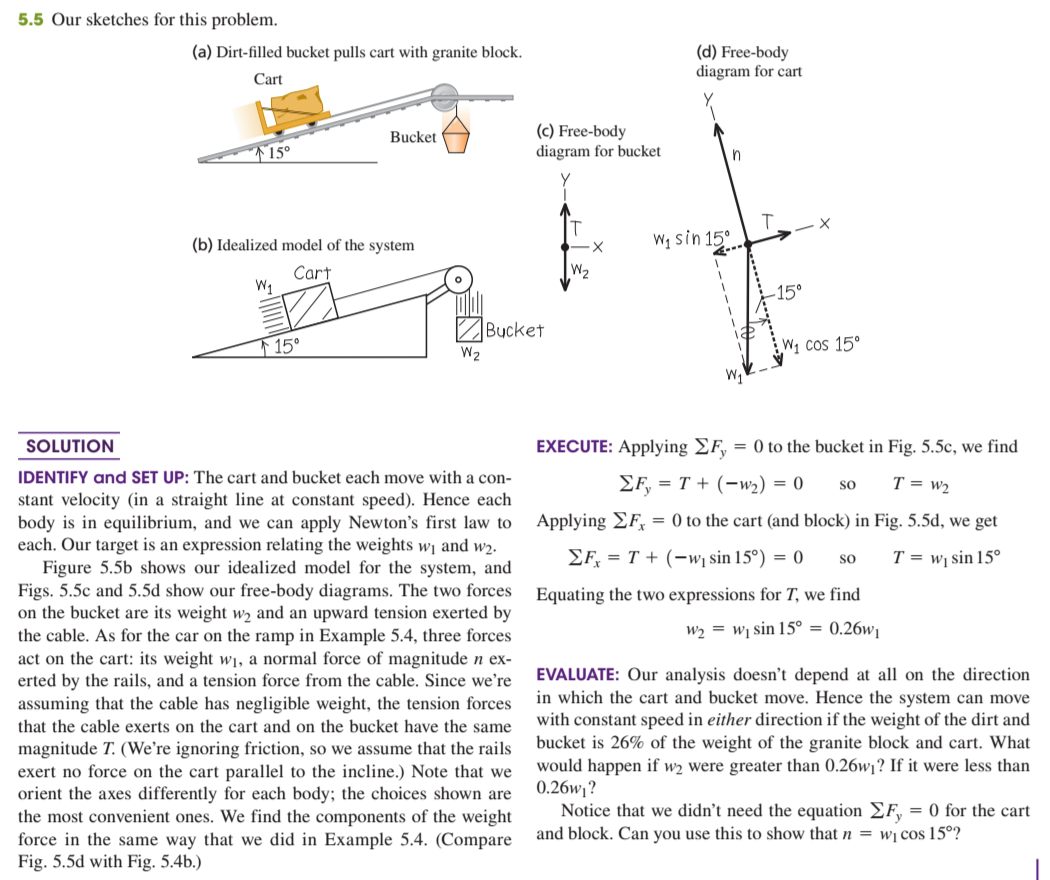 5.5 Our sketches for this problem.
(a) Dirt-filled bucket pulls cart with granite block.
Cart
Bucket
15°
(b) Idealized model of the system
Cart
w₁
15°
Bucket
w₂
(c) Free-body
diagram for bucket
Y
T
X
w₂
(d) Free-body
diagram for cart
Y
n
T
X
w₁ sin 15°
15°
w₁ cos 15°
w₁
SOLUTION
IDENTIFY and SET UP: The cart and bucket each move with a con-
stant velocity (in a straight line at constant speed). Hence each
body is in equilibrium, and we can apply Newton's first law to
each. Our target is an expression relating the weights w₁ and w₂.
Figure 5.5b shows our idealized model for the system, and
Figs. 5.5c and 5.5d show our free-body diagrams. The two forces
on the bucket are its weight w₂ and an upward tension exerted by
the cable. As for the car on the ramp in Example 5.4, three forces
act on the cart: its weight w₁, a normal force of magnitude n ex-
erted by the rails, and a tension force from the cable. Since we're
assuming that the cable has negligible weight, the tension forces
that the cable exerts on the cart and on the bucket have the same
magnitude T. (We're ignoring friction, so we assume that the rails
exert no force on the cart parallel to the incline.) Note that we
orient the axes differently for each body; the choices shown are
the most convenient ones. We find the components of the weight
force in the same way that we did in Example 5.4. (Compare
Fig. 5.5d with Fig. 5.4b.)
EXECUTE: Applying ΣFy = 0 to the bucket in Fig. 5.5c, we find
ΣFy = T + (−w₂) = 0 so T = w₂
Applying ΣFx = 0 to the cart (and block) in Fig. 5.5d, we get
ΣFx = T + (−w₁ sin 15°) = 0 so T = w₁ sin 15°
Equating the two expressions for T, we find
w₂ = w₁ sin 15° = 0.26w₁
EVALUATE: Our analysis doesn't depend at all on the direction
in which the cart and bucket move. Hence the system can move
with constant speed in either direction if the weight of the dirt and
bucket is 26% of the weight of the granite block and cart. What
would happen if w₂ were greater than 0.26w₁? If it were less than
0.26w₁?
Notice that we didn't need the equation ΣFy = 0 for the cart
and block. Can you use this to show that n = w₁ cos 15°?